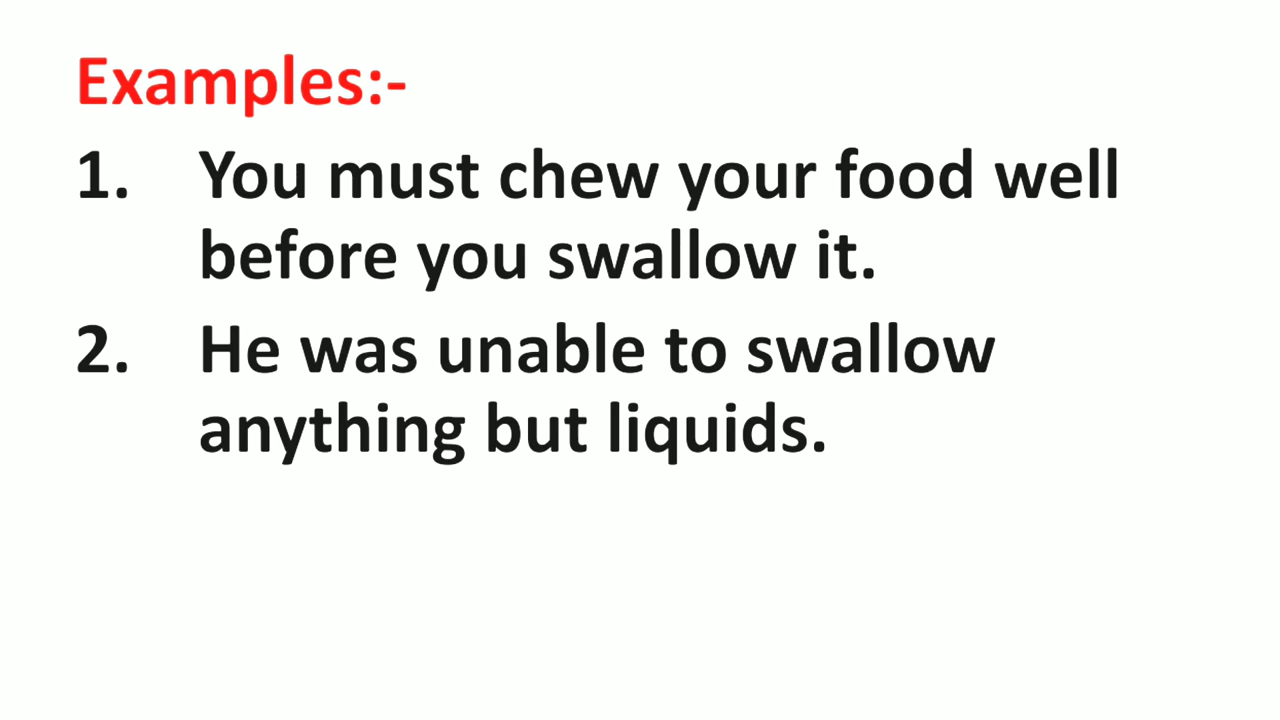 Examples:-
1. You must chew your food well
before you swallow it.
2. He was unable to swallow
anything but liquids.